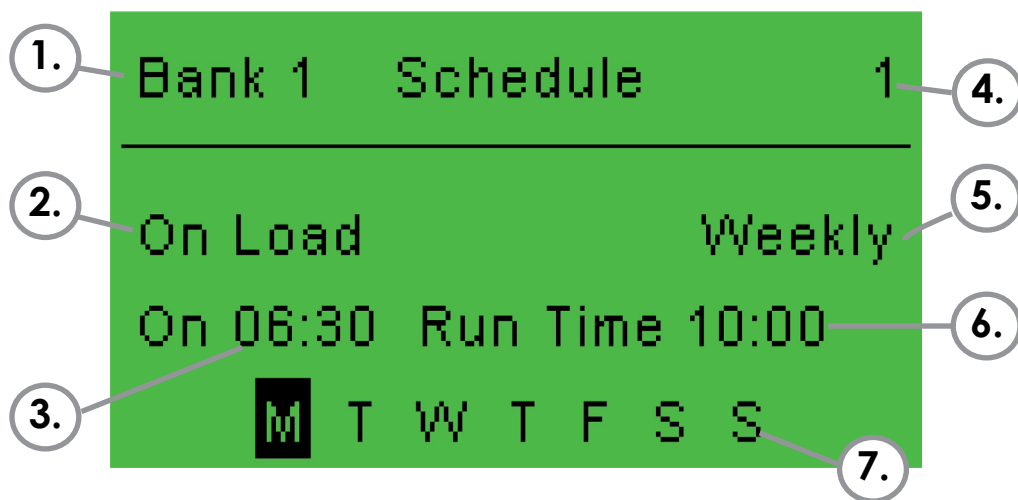 1.
Bank 1 Schedule 1
4.
2.
On Load Weekly
5.
On 06:30 Run Time 10:00
6.
3.
M T W T F S S
7.